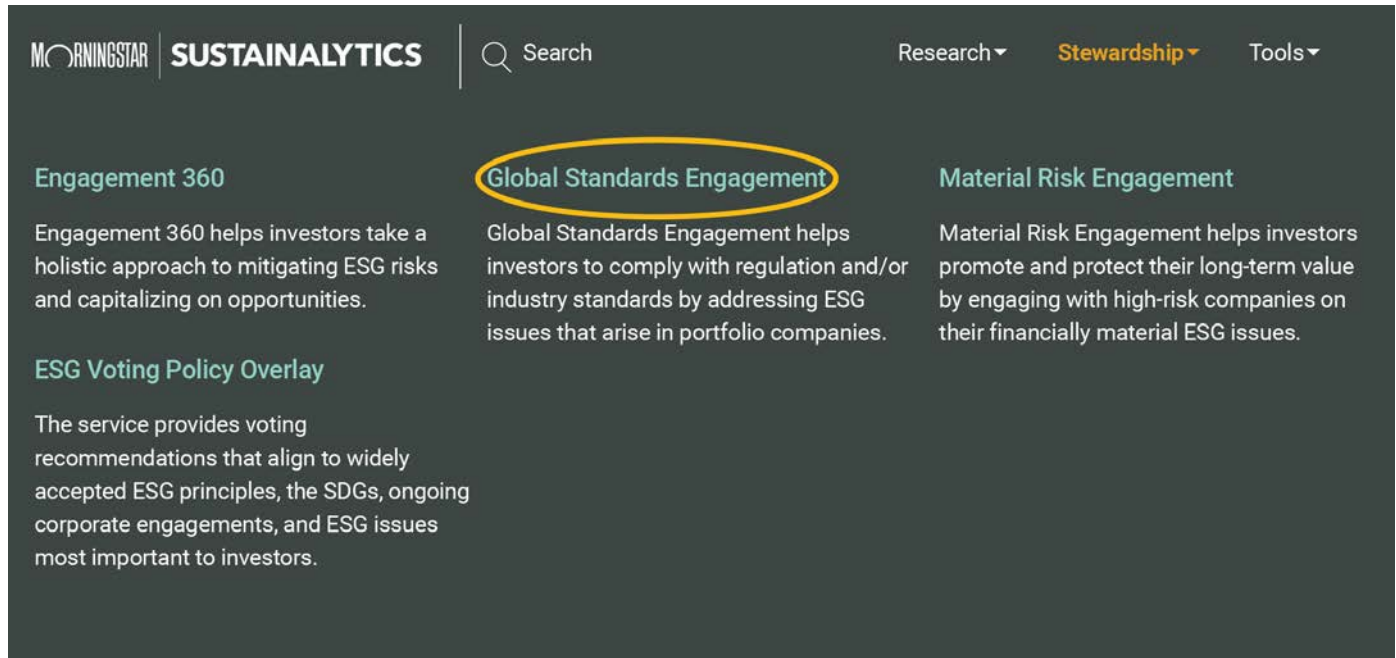 MORNINGSTAR | SUSTAINALYTICS Search Research Stewardship Tools
Engagement 360
Engagement 360 helps investors take a
holistic approach to mitigating ESG risks
and capitalizing on opportunities.
Global Standards Engagement
Global Standards Engagement helps
investors to comply with regulation and/or
industry standards by addressing ESG
issues that arise in portfolio companies.
Material Risk Engagement
Material Risk Engagement helps investors
promote and protect their long-term value
by engaging with high-risk companies on
their financially material ESG issues.
ESG Voting Policy Overlay
The service provides voting
recommendations that align to widely
accepted ESG principles, the SDGs, ongoing
corporate engagements, and ESG issues
most important to investors.